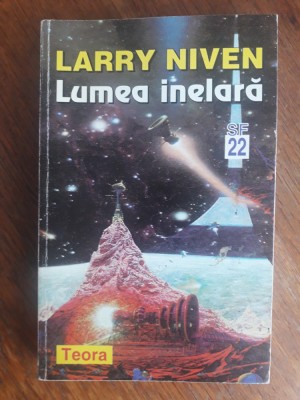 LARRY NIVEN
Lumea inelară
SF
22
Teora